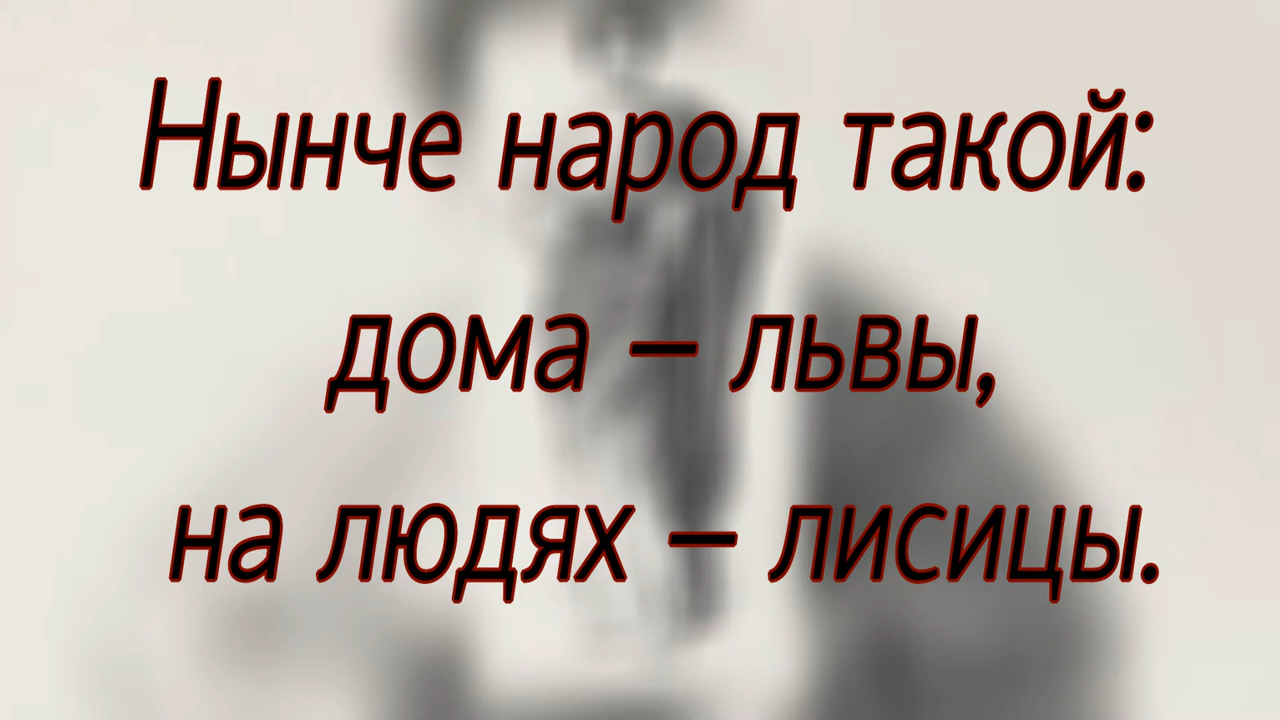 Нынче народ такой:
дома – львы,
на людях – лисицы.